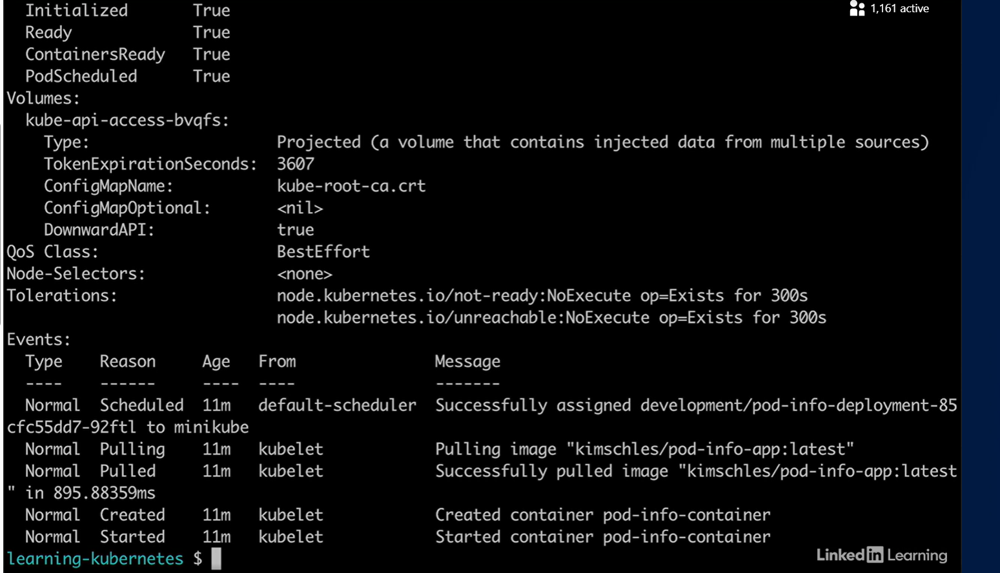 Initialized True
1,161 active
Ready True
ContainersReady True
PodScheduled True
Volumes:
kube-api-access-bvqfs:
Type: Projected (a volume that contains injected data from multiple sources)
TokenExpirationSeconds: 3607
ConfigMapName: kube-root-ca.crt
ConfigMapOptional: <nil>
DownwardAPI: true
QoS Class: BestEffort
Node-Selectors: <none>
Tolerations: node.kubernetes.io/not-ready:NoExecute op=Exists for 300s
node.kubernetes.io/unreachable:NoExecute op=Exists for 300s
Events:
Type Reason Age From Message
---- ------ ---- ---- -------
Normal Scheduled 11m default-scheduler Successfully assigned development/pod-info-deployment-85
cfc55dd7-92ftl to minikube
Normal Pulling 11m kubelet Pulling image "kimschles/pod-info-app:latest"
Normal Pulled 11m kubelet Successfully pulled image "kimschles/pod-info-app:latest
" in 895.88359ms
Normal Created 11m kubelet Created container pod-info-container
Normal Started 11m kubelet Started container pod-info-container
learning-kubernetes $
LinkedIn Learning